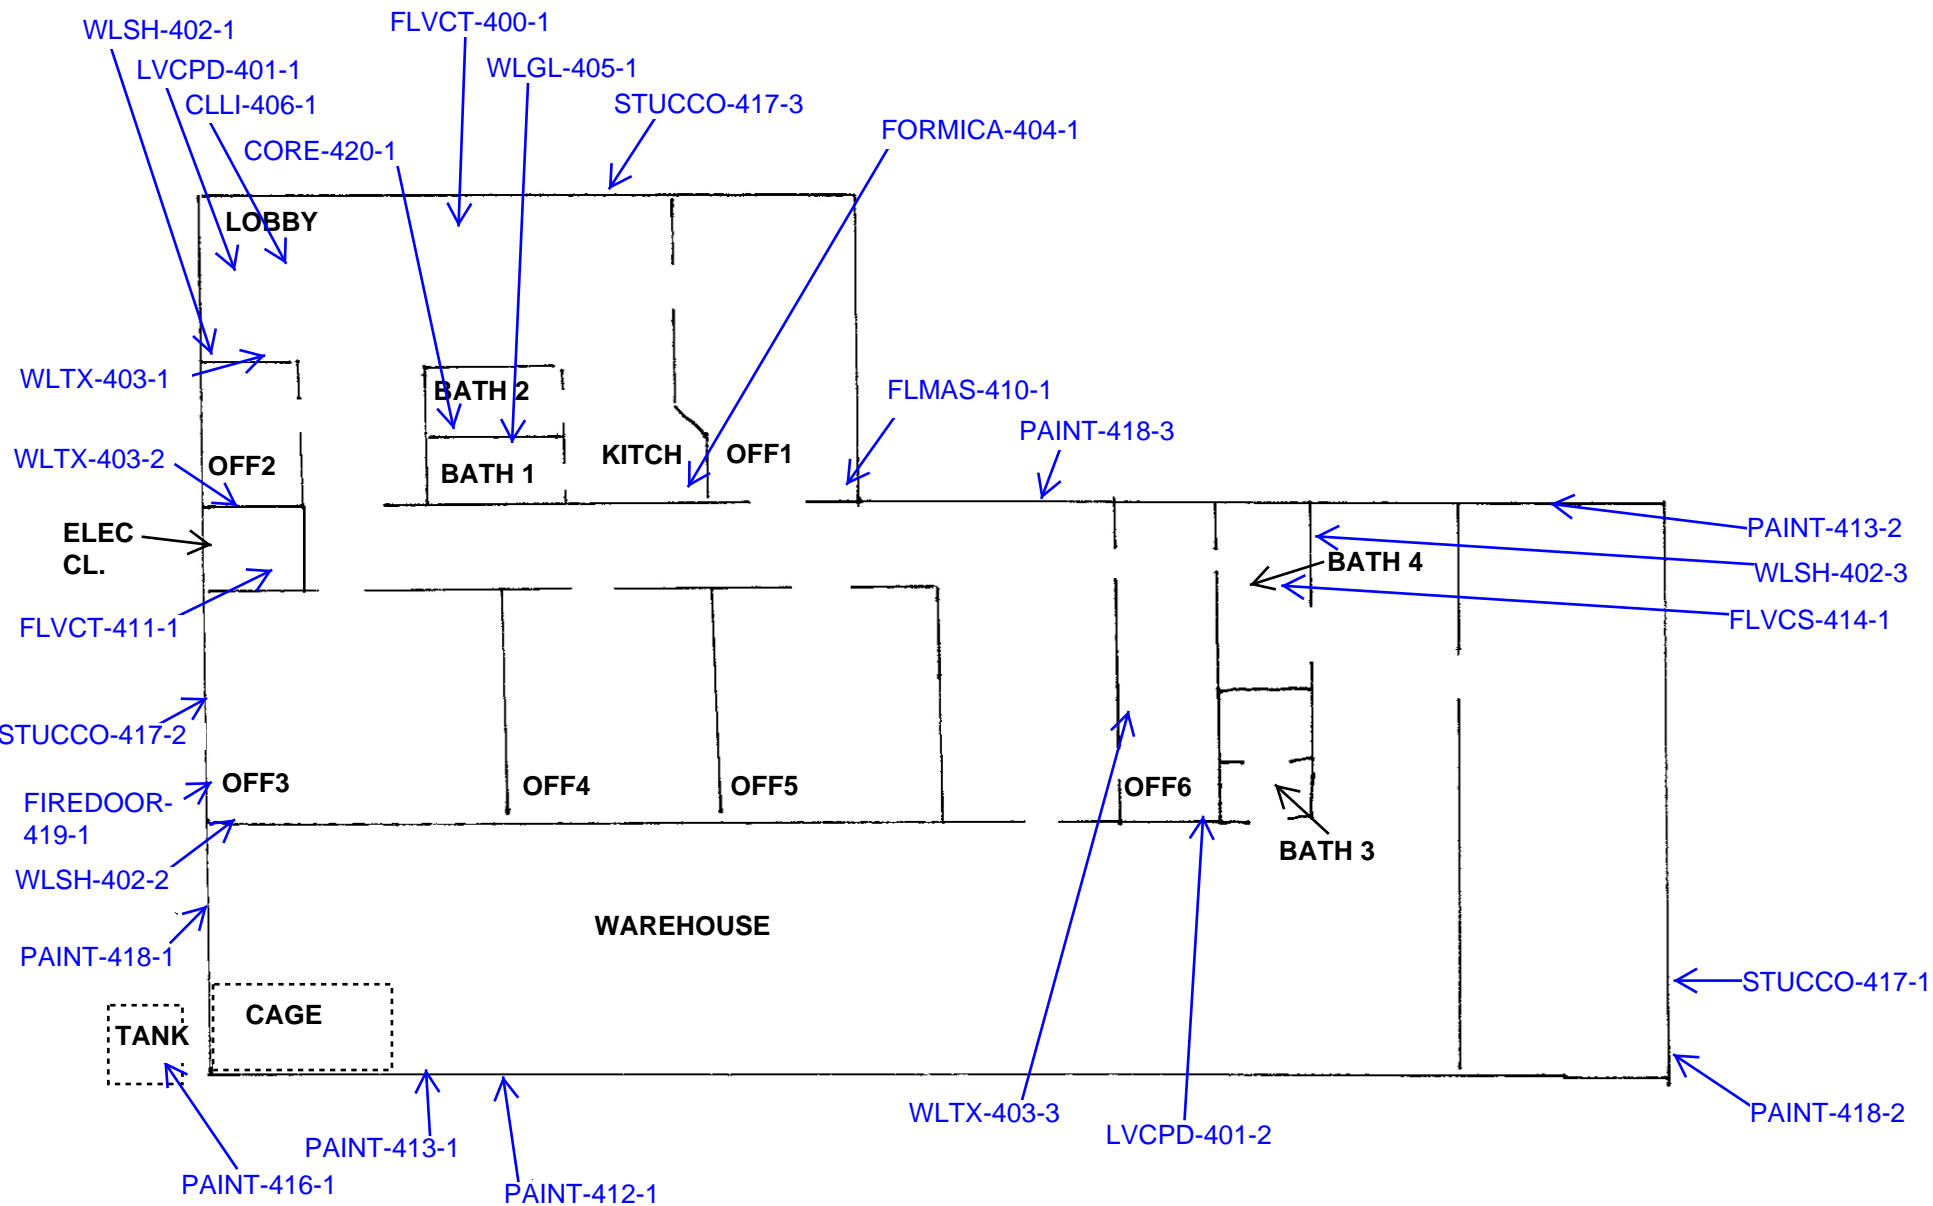 WLSH-402-1
FLVCT-400-1
LVCPD-401-1
WLGL-405-1
CLLI-406-1
STUCCO-417-3
FORMICA-404-1
CORE-420-1
LOBBY
WLTX-403-1
BATH 2
FLMAS-410-1
PAINT-418-3
WLTX-403-2
OFF2
BATH 1
KITCH
OFF1
ELEC
CL.
PAINT-413-2
BATH 4
WLSH-402-3
FLVCT-411-1
FLVCS-414-1
STUCCO-417-2
OFF3
OFF4
OFF5
OFF6
FIREDOOR-
419-1
BATH 3
WLSH-402-2
WAREHOUSE
PAINT-418-1
STUCCO-417-1
CAGE
TANK
WLTX-403-3
PAINT-418-2
LVCPD-401-2
PAINT-413-1
PAINT-416-1
PAINT-412-1